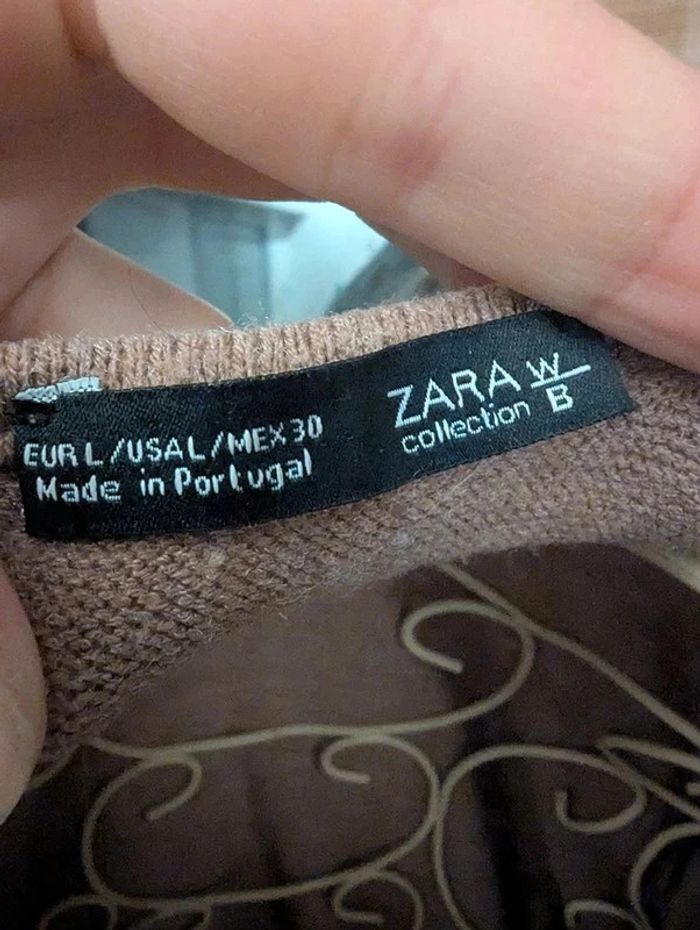 EUR L/USA L/MEX 30
Made in Portugal
ZARA W/B
collection